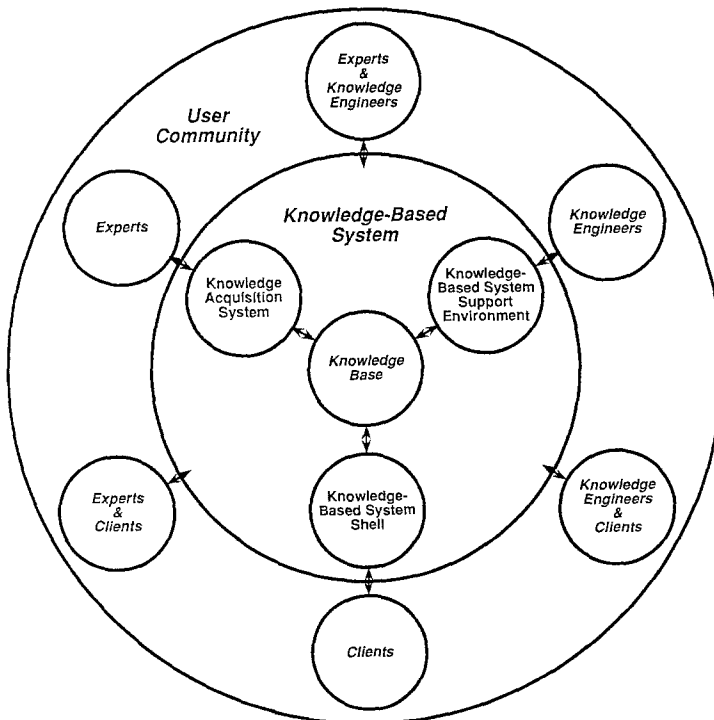 Experts
&
Knowledge
Engineers
User
Community
Experts
Knowledge-Based
System
Knowledge
Engineers
Knowledge
Acquisition
System
Knowledge-
Based System
Support
Environment
Knowledge
Base
Experts
&
Clients
Knowledge-
Based System
Shell
Knowledge
Engineers
&
Clients
Clients